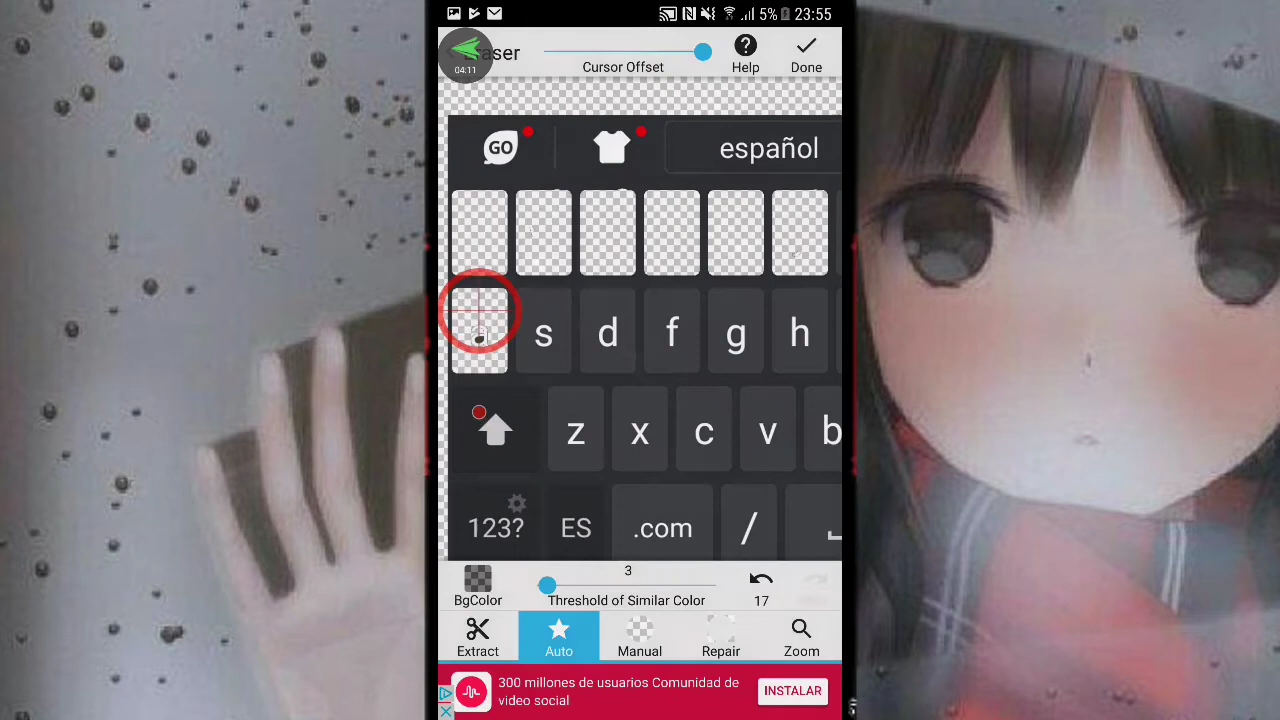 5% 23:55
Eraser
04:11
Cursor Offset
Help
Done
GO
español
s d f g h
z x c v b
123? ES .com /
3
BgColor
Threshold of Similar Color
17
Extract
Auto
Manual
Repair
Zoom
300 millones de usuarios Comunidad de
video social
INSTALAR